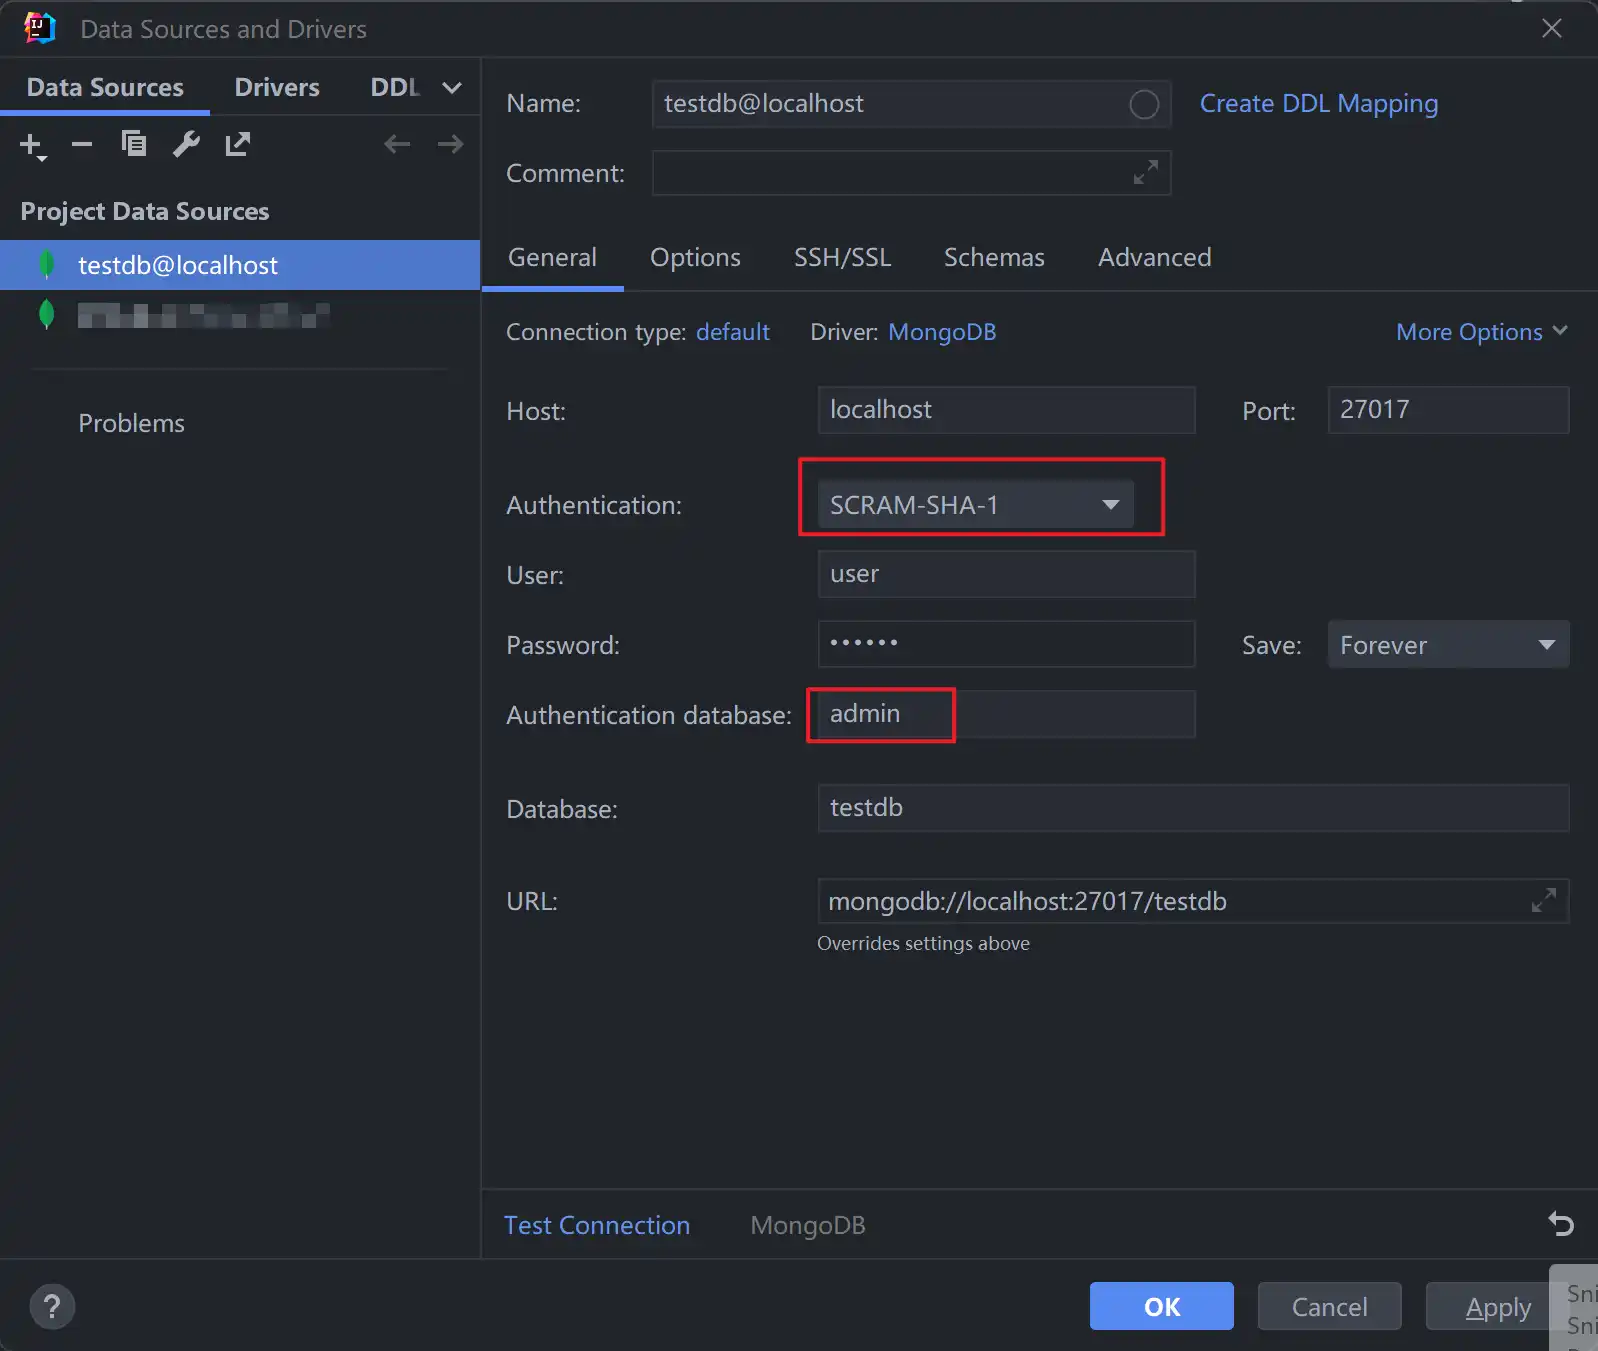 Data Sources and Drivers
Data Sources Drivers DDL
Name: testdb@localhost Create DDL Mapping
Comment:
Project Data Sources
testdb@localhost
Problems
General Options SSH/SSL Schemas Advanced
Connection type: default Driver: MongoDB More Options
Host: localhost Port: 27017
Authentication: SCRAM-SHA-1
User: user
Password: •••••• Save: Forever
Authentication database: admin
Database: testdb
URL: mongodb://localhost:27017/testdb
Overrides settings above
Test Connection MongoDB
? OK Cancel Apply
Sni
Sni